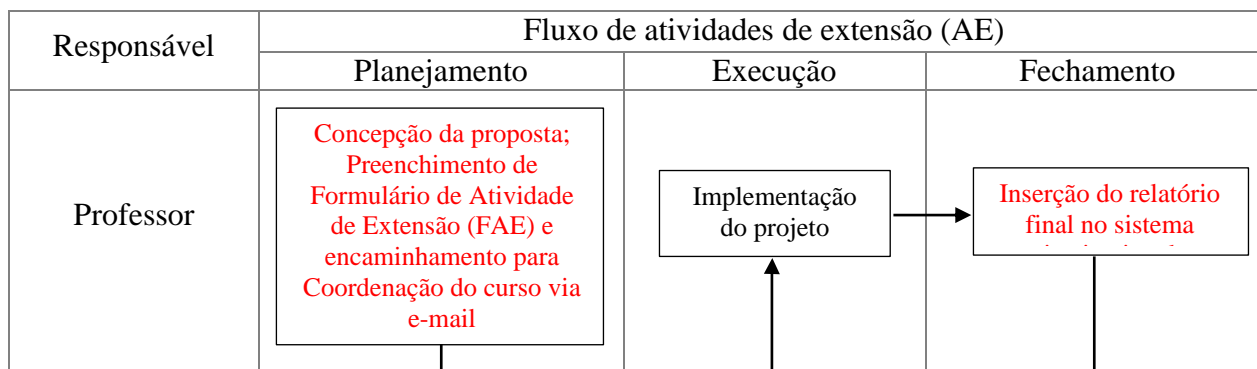 Responsável
Fluxo de atividades de extensão (AE)
Planejamento
Execução
Fechamento
Professor
Concepção da proposta;
Preenchimento de
Formulário de Atividade
de Extensão (FAE) e
encaminhamento para
Coordenação do curso via
e-mail
Implementação
do projeto
Inserção do relatório
final no sistema